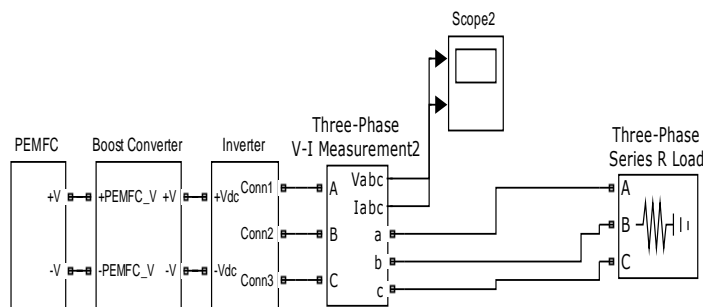 Scope2
PEMFC
Boost Converter
Inverter
Three-Phase
V-I Measurement2
Three-Phase
Series R Load
+V
-V
+PEMFC_V
+V
-PEMFC_V
-V
+Vdc
-Vdc
Conn1
Conn2
Conn3
A
B
C
Vabc
Iabc
a
b
c
A
B
C